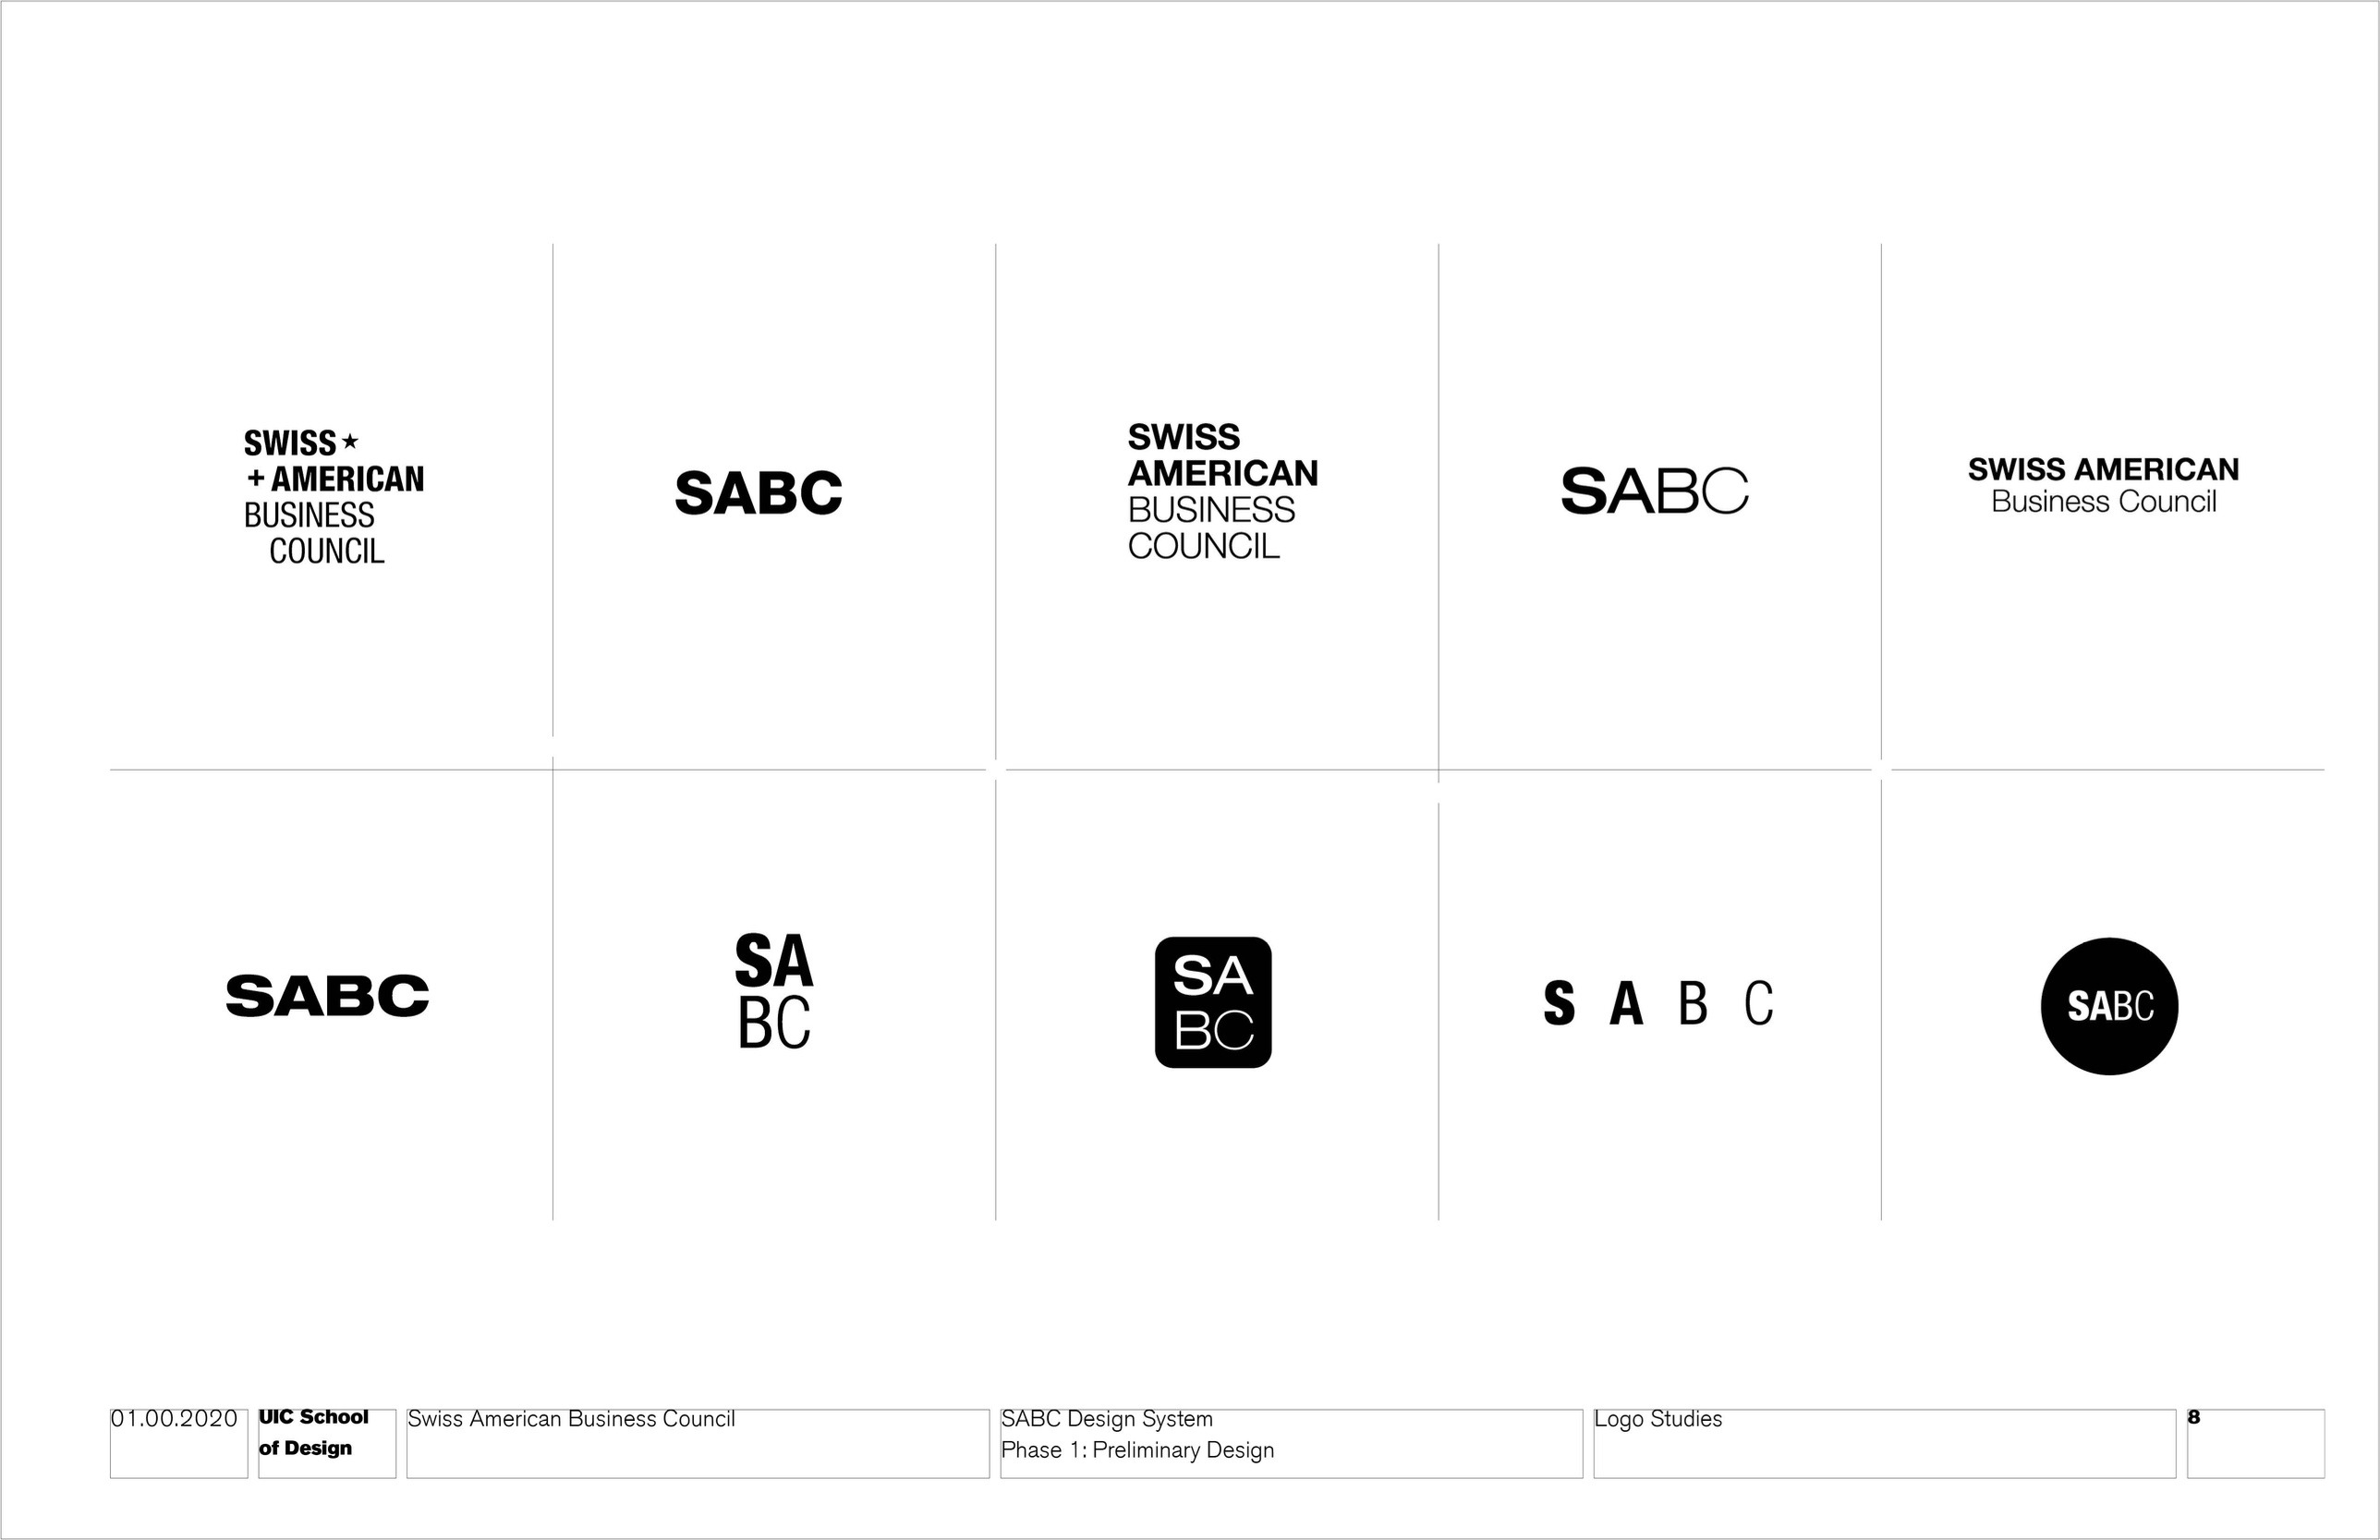 SWISS ★
+ AMERICAN
BUSINESS
COUNCIL
SABC
SWISS
AMERICAN
BUSINESS
COUNCIL
SABC
SWISS AMERICAN
Business Council
SABC
SA
BC
SA
BC
S A B C
SABC
01.00.2020
UIC School
of Design
Swiss American Business Council
SABC Design System
Phase 1: Preliminary Design
Logo Studies
8